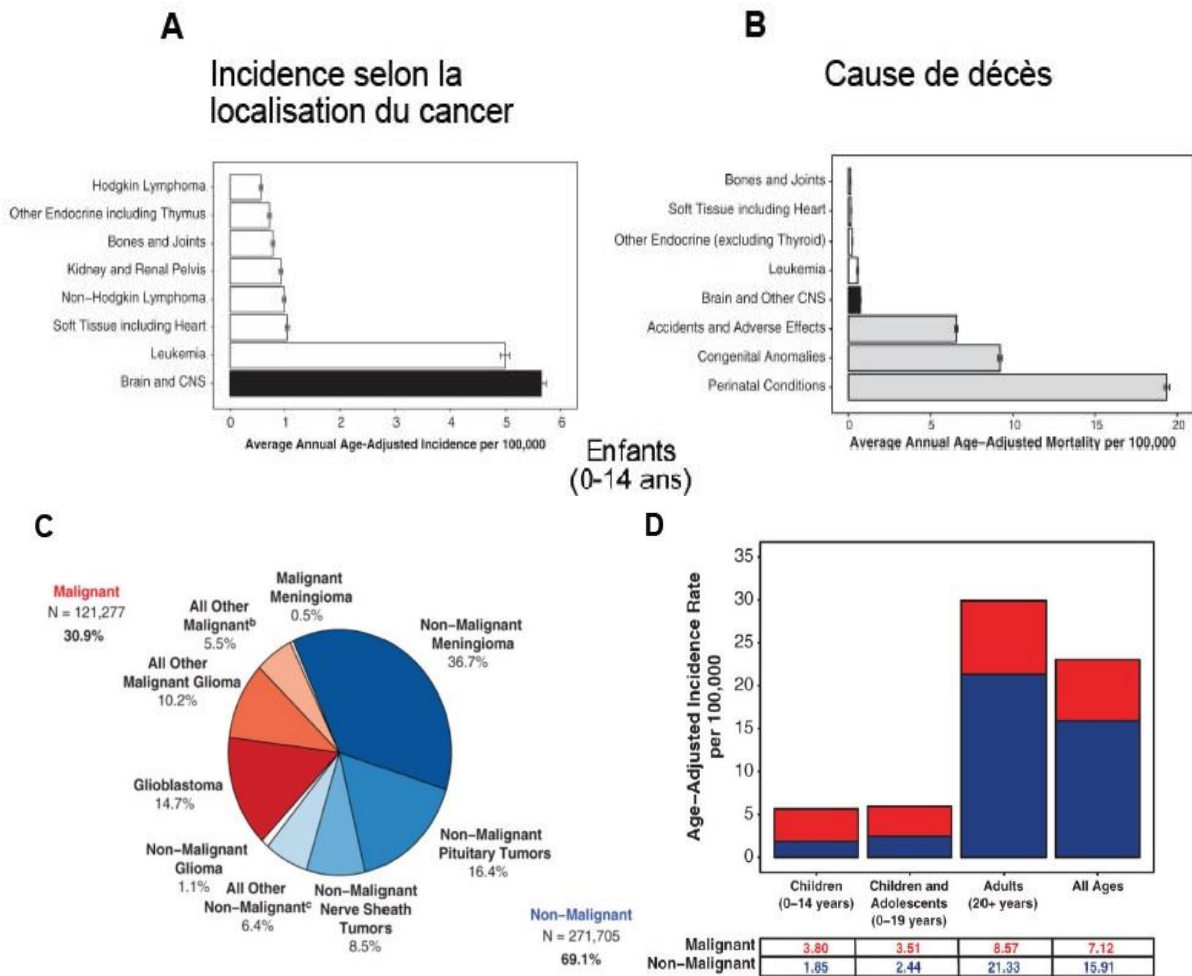 A
Incidence selon la
localisation du cancer
Hodgkin Lymphoma
Other Endocrine including Thymus
Bones and Joints
Kidney and Renal Pelvis
Non-Hodgkin Lymphoma
Soft Tissue including Heart
Leukemia
Brain and CNS
0 1 2 3 4 5 6
Average Annual Age-Adjusted Incidence per 100,000
B
Cause de décès
Bones and Joints
Soft Tissue including Heart
Other Endocrine (excluding Thyroid)
Leukemia
Brain and Other CNS
Accidents and Adverse Effects
Congenital Anomalies
Perinatal Conditions
0 5 10 15 20
Average Annual Age-Adjusted Mortality per 100,000
Enfants
(0-14 ans)
C
Malignant
N = 121,277
30.9%
Malignant
Meningioma
0.5%
All Other
Malignantᵇ
5.5%
All Other
Malignant Glioma
10.2%
Glioblastoma
14.7%
Non-Malignant
Glioma
1.1%
All Other
Non-Malignantᶜ
6.4%
Non-Malignant
Nerve Sheath
Tumors
8.5%
Non-Malignant
Pituitary Tumors
16.4%
Non-Malignant
Meningioma
36.7%
Non-Malignant
N = 271,705
69.1%
D
Age-Adjusted Incidence Rate
per 100,000
35
30
25
20
15
10
5
0
Children
(0-14 years)
Children and
Adolescents
(0-19 years)
Adults
(20+ years)
All Ages
Malignant 3.80 3.51 8.57 7.12
Non-Malignant 1.85 2.44 21.33 15.91